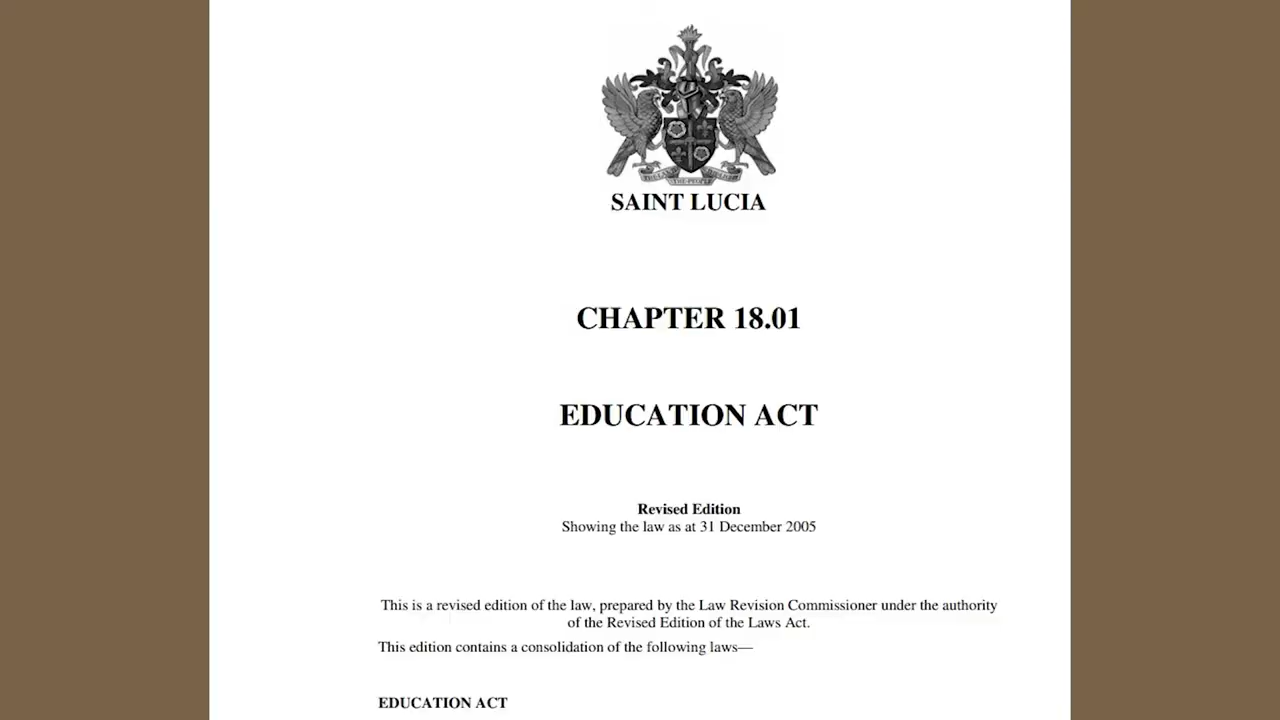 THE PEOPLE
SAINT LUCIA
CHAPTER 18.01
EDUCATION ACT
Revised Edition
Showing the law as at 31 December 2005
This is a revised edition of the law, prepared by the Law Revision Commissioner under the authority
of the Revised Edition of the Laws Act.
This edition contains a consolidation of the following laws—
EDUCATION ACT